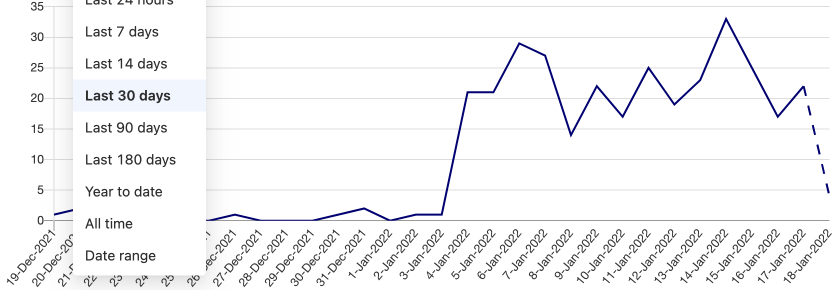 Last 24 hours
Last 7 days
Last 14 days
Last 30 days
Last 90 days
Last 180 days
Year to date
All time
Date range
35
30
25
20
15
10
5
0
19-Dec-2021
27-Dec-2021
28-Dec-2021
29-Dec-2021
30-Dec-2021
31-Dec-2021
1-Jan-2022
2-Jan-2022
3-Jan-2022
4-Jan-2022
5-Jan-2022
6-Jan-2022
7-Jan-2022
8-Jan-2022
9-Jan-2022
10-Jan-2022
11-Jan-2022
12-Jan-2022
13-Jan-2022
14-Jan-2022
15-Jan-2022
16-Jan-2022
17-Jan-2022
18-Jan-2022